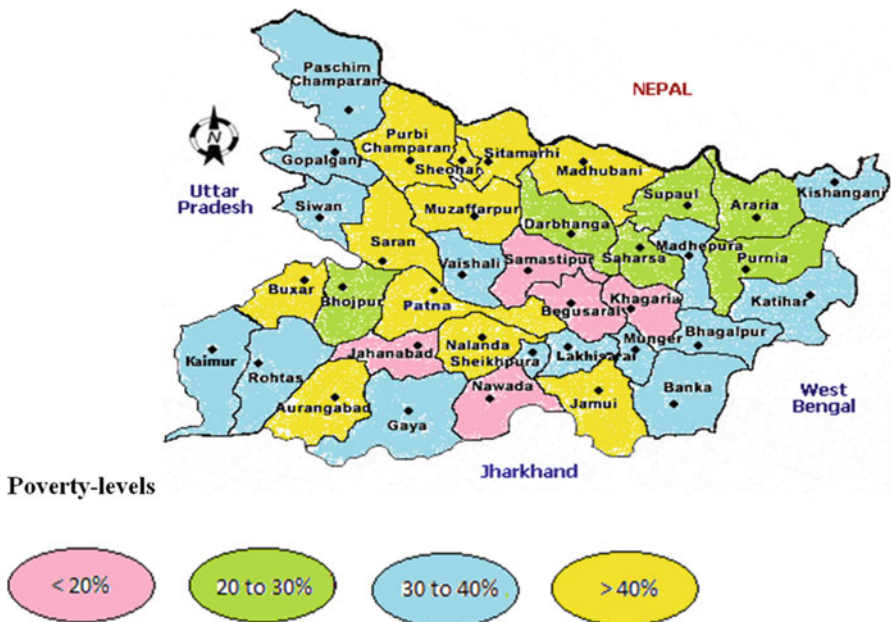 Paschim
Champaran
NEPAL
N
Purbi
Champaran
Sitamarhi
Gopalganj
Sheohar
Madhubani
Uttar
Pradesh
Supaul
Kishanganj
Siwan
Muzaffarpur
Araria
Darbhanga
Saran
Saharsa
Madhepura
Purnia
Vaishali
Samastipur
Buxar
Bhojpur
Patna
Khagaria
Katihar
Begusarai
Bhagalpur
Nalanda
Munger
Jahanabad
Lakhisarai
Kaimur
Sheikhpura
Rohtas
Nawada
Banka
West
Bengal
Aurangabad
Jamui
Gaya
Jharkhand
Poverty-levels
< 20%
20 to 30%
30 to 40%
> 40%